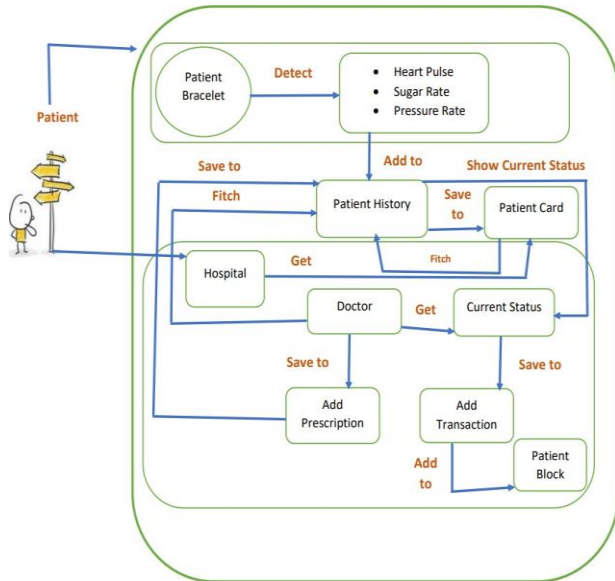 Patient
Patient
Bracelet
Detect
• Heart Pulse
• Sugar Rate
• Pressure Rate
Save to
Add to
Show Current Status
Fitch
Patient History
Save
to
Patient Card
Hospital
Get
Fitch
Doctor
Get
Current Status
Save to
Save to
Add
Prescription
Add
Transaction
Add
to
Patient
Block